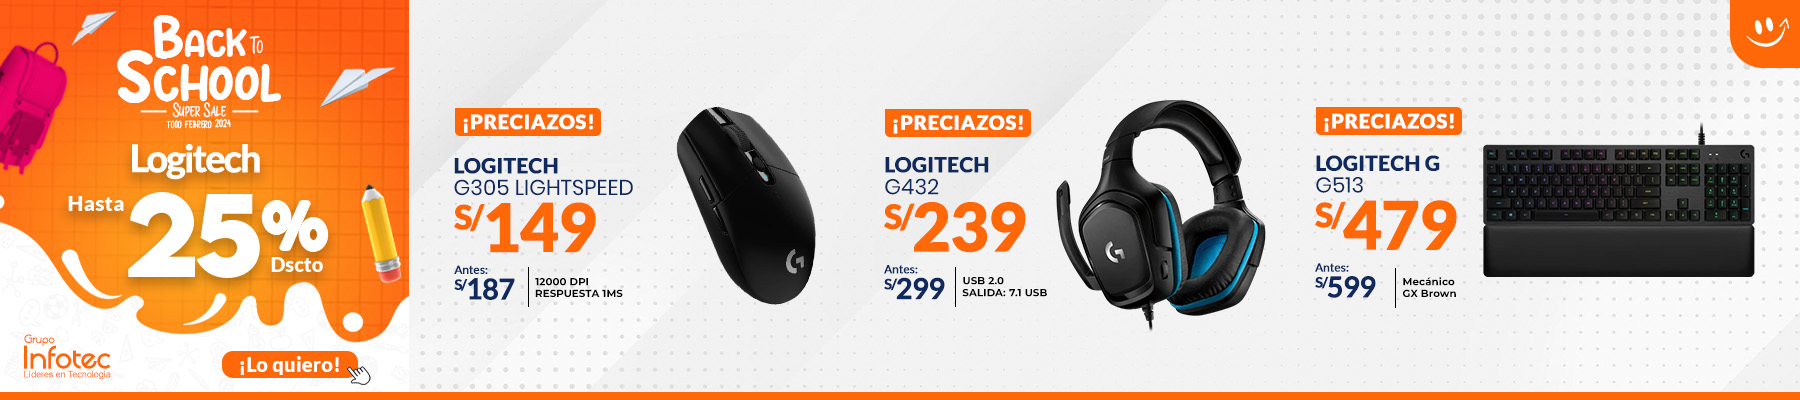 BACK TO
SCHOOL
SUPER SALE
TODO FEBRERO 2024
Logitech
Hasta
25%
Dscto
Grupo
Infotec
Líderes en Tecnología
¡Lo quiero!
¡PRECIAZOS!
LOGITECH
G305 LIGHTSPEED
S/149
Antes:
S/187
12000 DPI
RESPUESTA 1MS
¡PRECIAZOS!
LOGITECH
G432
S/239
Antes:
S/299
USB 2.0
SALIDA: 7.1 USB
¡PRECIAZOS!
LOGITECH G
G513
S/479
Antes:
S/599
Mecánico
GX Brown